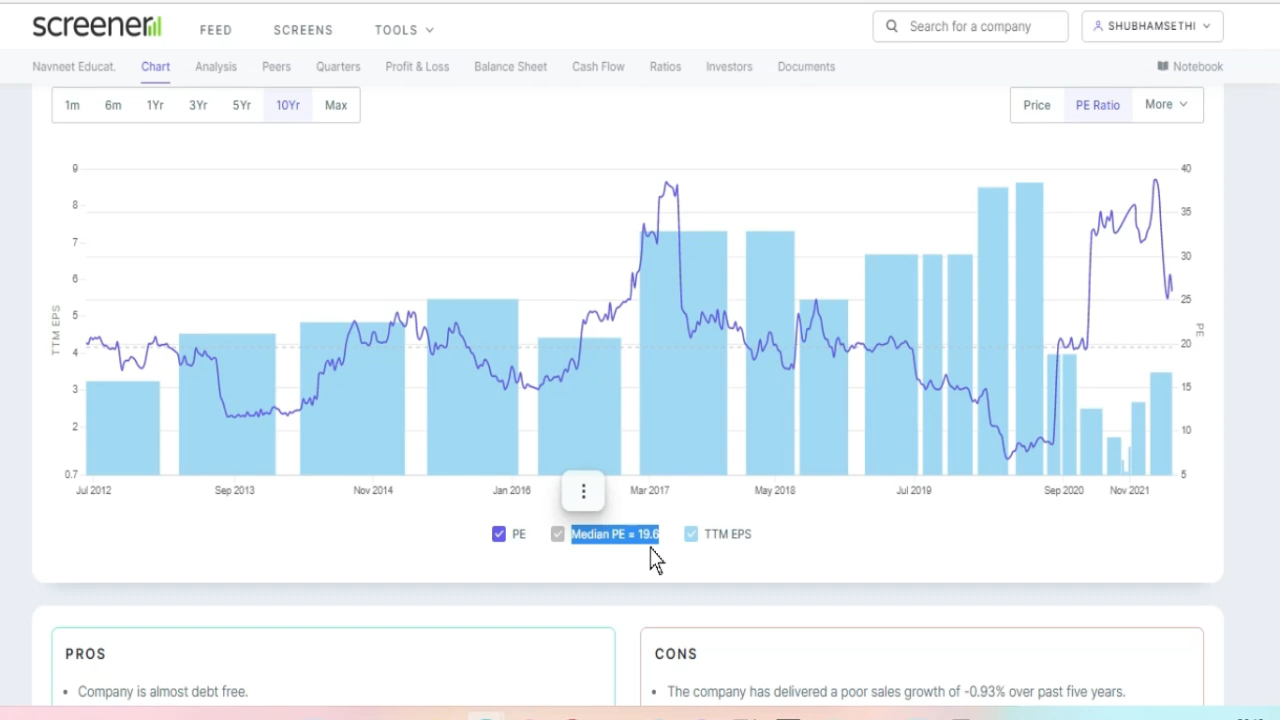 screener
FEED SCREENS TOOLS
Search for a company
SHUBHAMSETHI
Navneet Educat. Chart Analysis Peers Quarters Profit & Loss Balance Sheet Cash Flow Ratios Investors Documents Notebook
1m 6m 1Yr 3Yr 5Yr 10Yr Max
Price PE Ratio More
9 40
8 35
7 30
6 25
5 20
4 15
3 10
2 5
0.7
TTM EPS
PE
Jul 2012 Sep 2013 Nov 2014 Jan 2016 Mar 2017 May 2018 Jul 2019 Sep 2020 Nov 2021
PE Median PE = 19.6 TTM EPS
PROS
• Company is almost debt free.
CONS
• The company has delivered a poor sales growth of -0.93% over past five years.